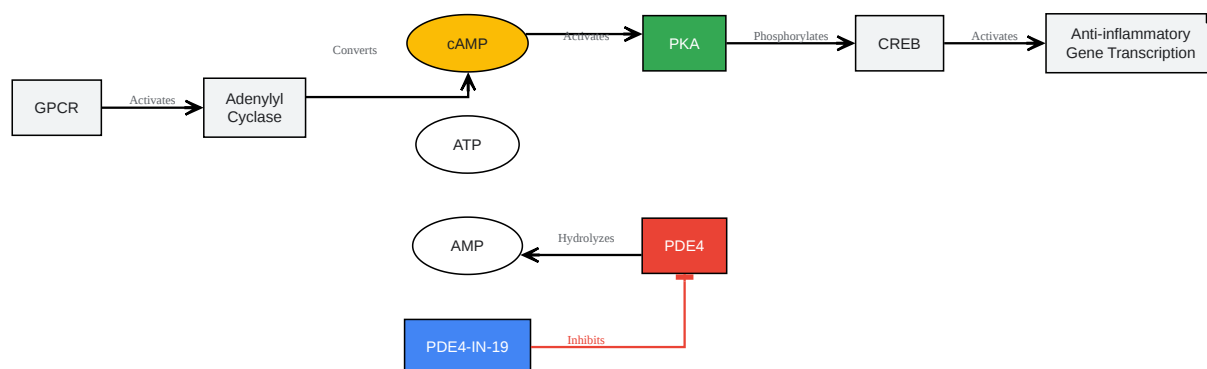 GPCR
Activates
Adenylyl
Cyclase
Converts
cAMP
Activates
PKA
Phosphorylates
CREB
Activates
Anti-inflammatory
Gene Transcription
ATP
AMP
Hydrolyzes
PDE4
PDE4-IN-19
Inhibits